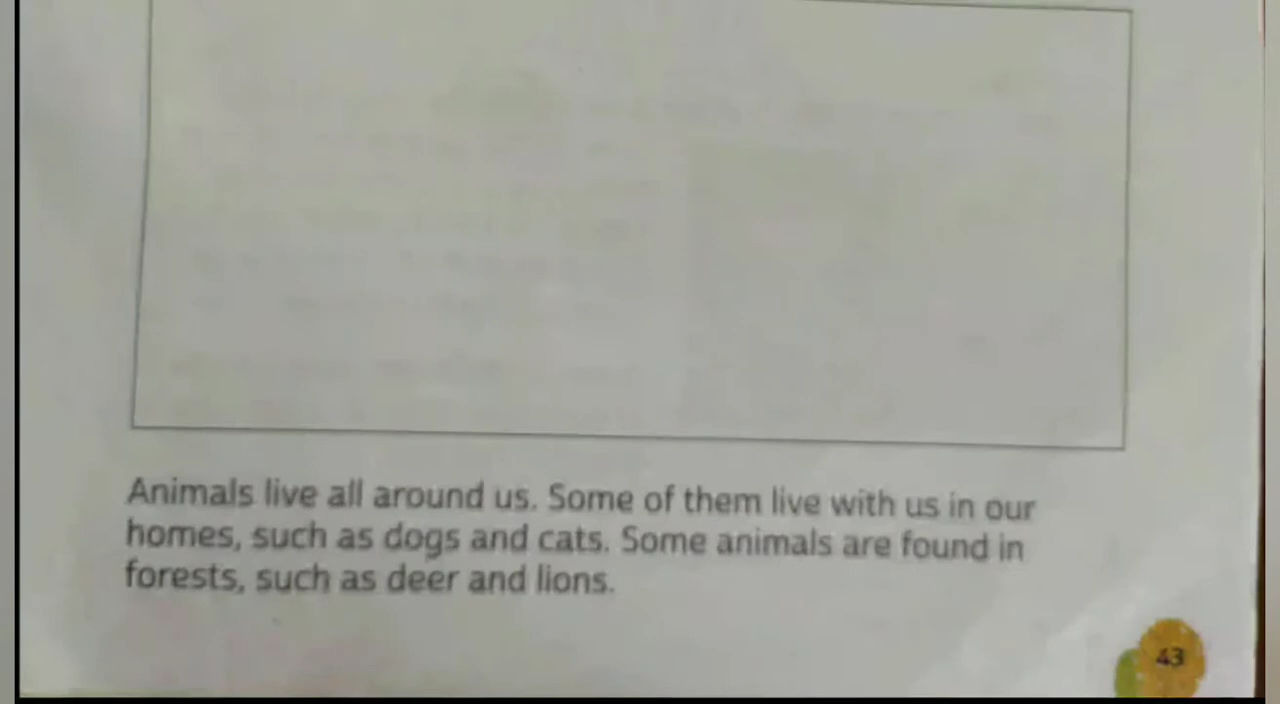 Animals live all around us. Some of them live with us in our
homes, such as dogs and cats. Some animals are found in
forests, such as deer and lions.
43